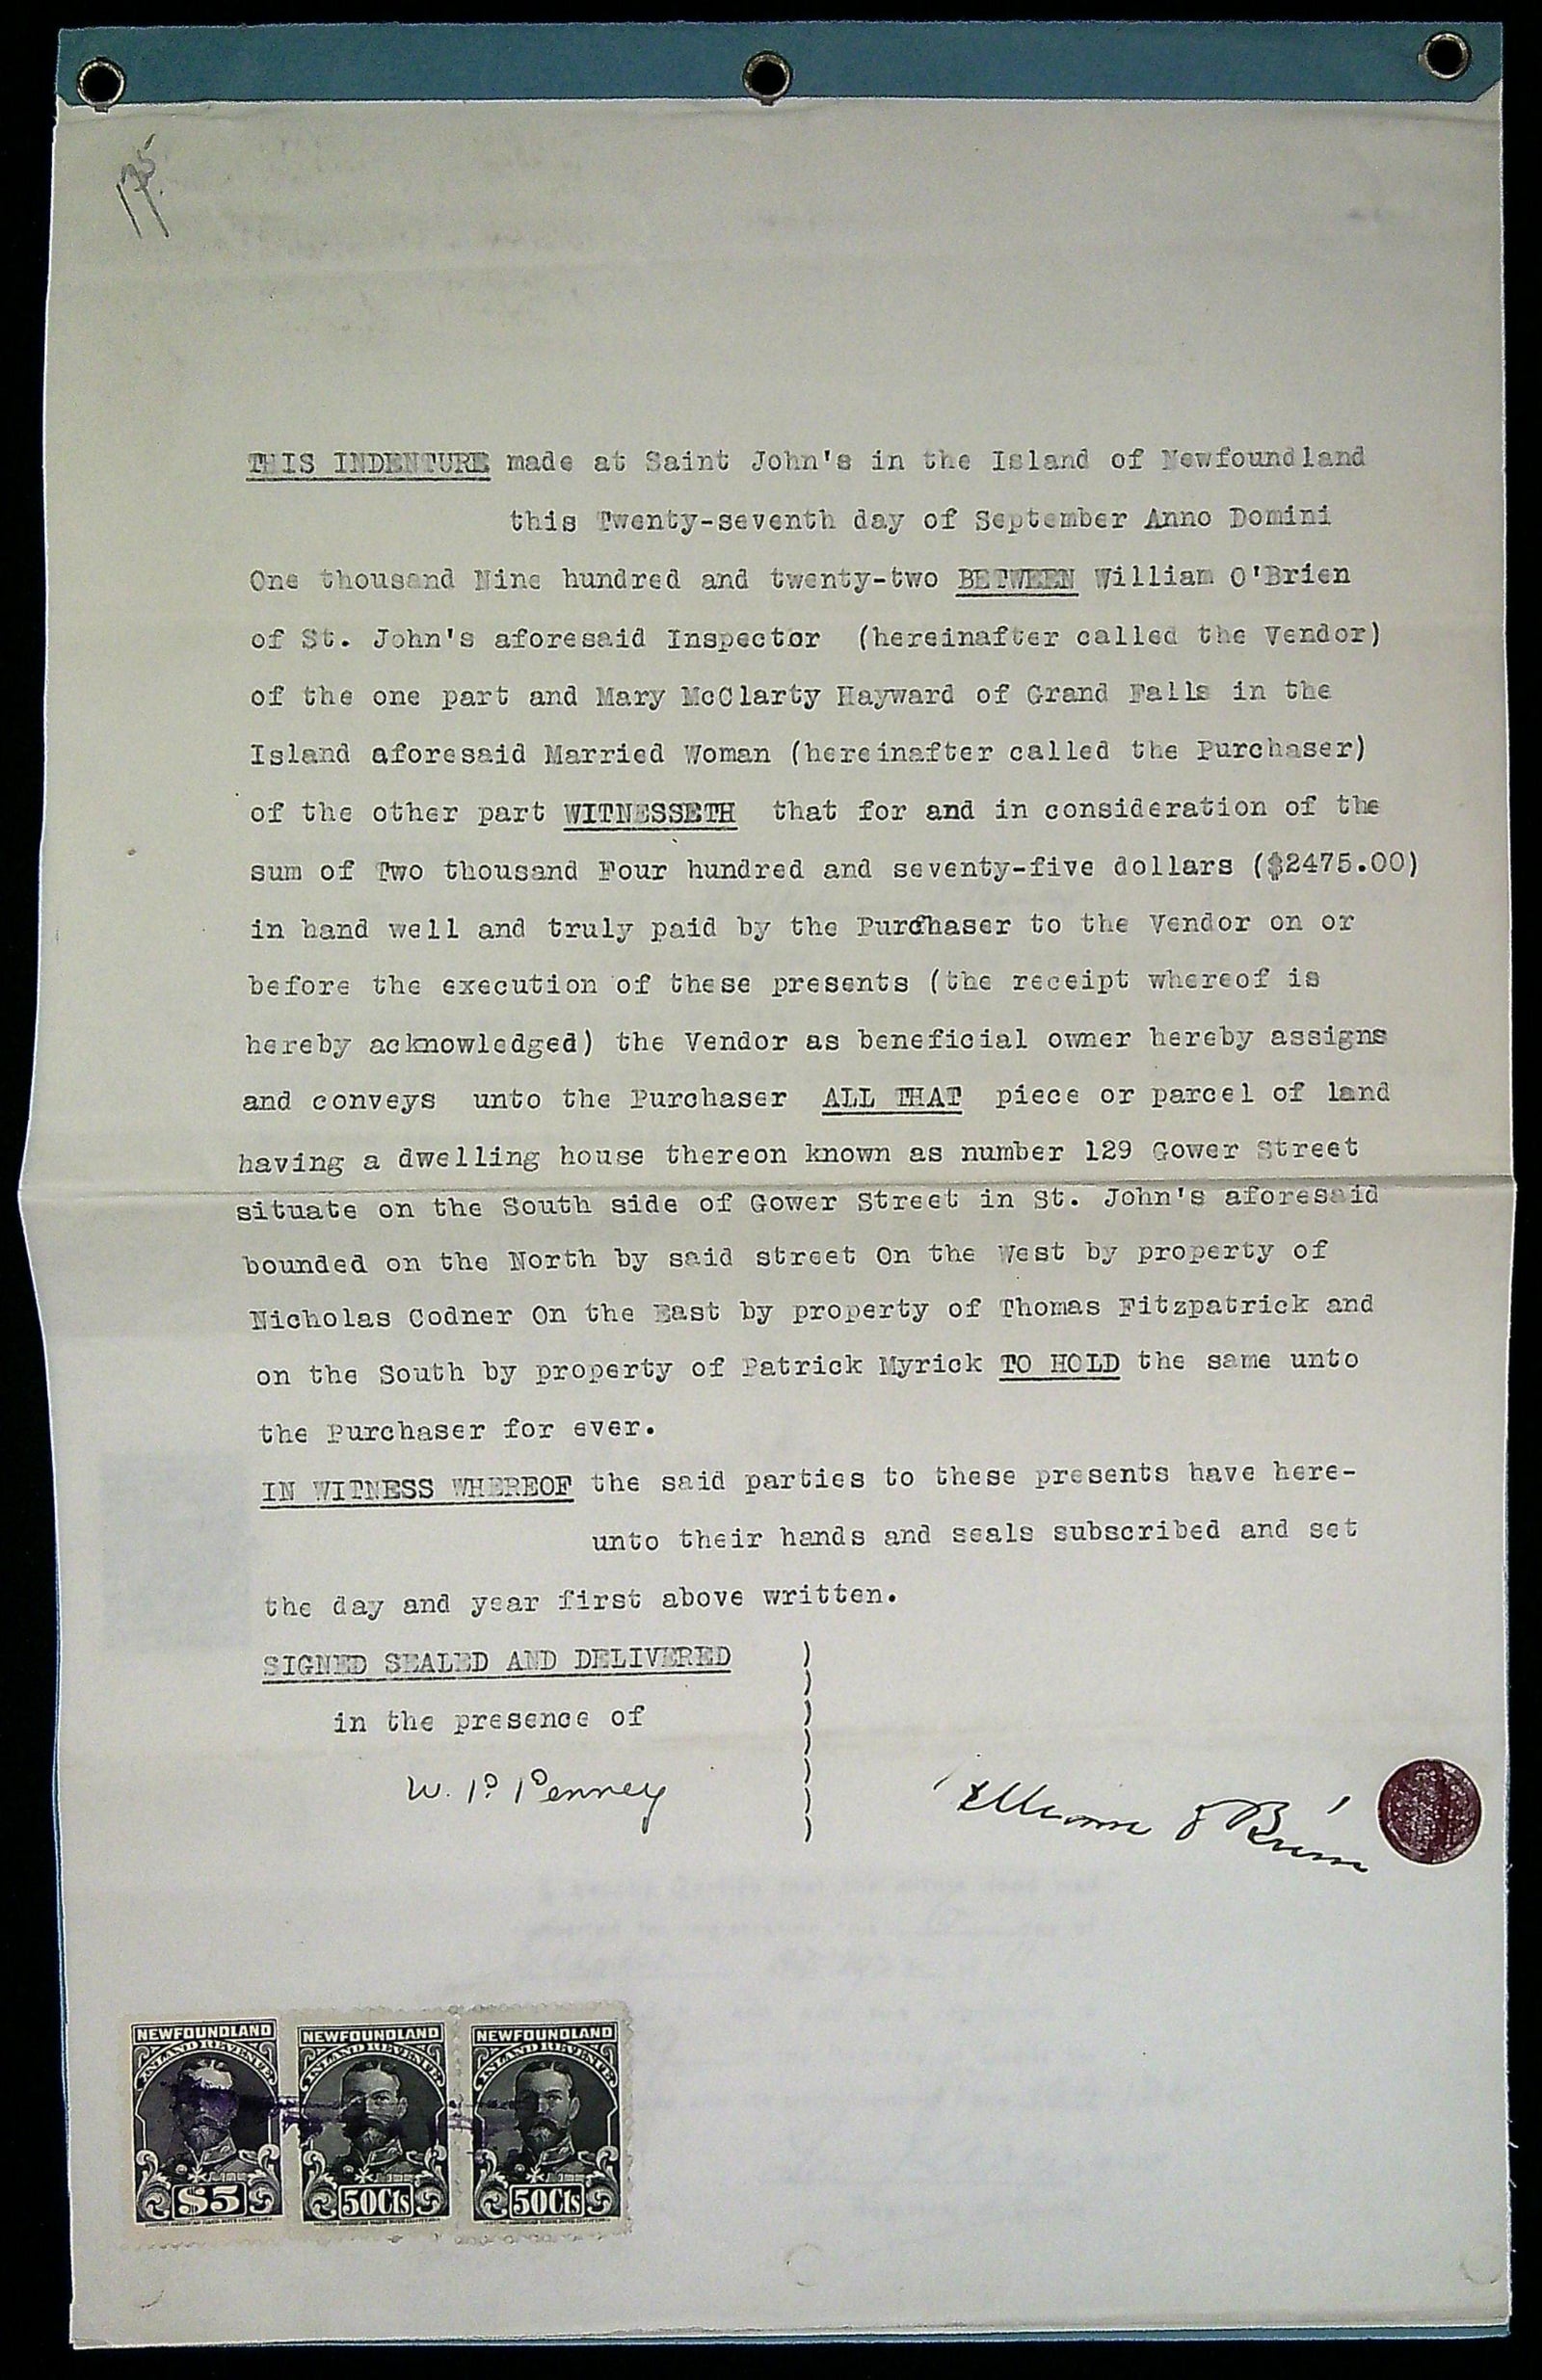 175
THIS INDENTURE made at Saint John's in the Island of Newfoundland
this Twenty-seventh day of September Anno Domini
One thousand Nine hundred and twenty-two BETWEEN William O'Brien
of St. John's aforesaid Inspector (hereinafter called the Vendor)
of the one part and Mary McClarty Hayward of Grand Falls in the
Island aforesaid Married Woman (hereinafter called the Purchaser)
of the other part WITNESSETH that for and in consideration of the
sum of Two thousand Four hundred and seventy-five dollars ($2475.00)
in hand well and truly paid by the Purchaser to the Vendor on or
before the execution of these presents (the receipt whereof is
hereby acknowledged) the Vendor as beneficial owner hereby assigns
and conveys unto the Purchaser ALL THAT piece or parcel of land
having a dwelling house thereon known as number 129 Gower Street
situate on the South side of Gower Street in St. John's aforesaid
bounded on the North by said street On the West by property of
Nicholas Codner On the East by property of Thomas Fitzpatrick and
on the South by property of Patrick Myrick TO HOLD the same unto
the Purchaser for ever.
IN WITNESS WHEREOF the said parties to these presents have here-
unto their hands and seals subscribed and set
the day and year first above written.
SIGNED SEALED AND DELIVERED
in the presence of
W. P. Penney
William O'Brien
NEWFOUNDLAND INLAND REVENUE $5
NEWFOUNDLAND INLAND REVENUE 50Cts
NEWFOUNDLAND INLAND REVENUE 50Cts